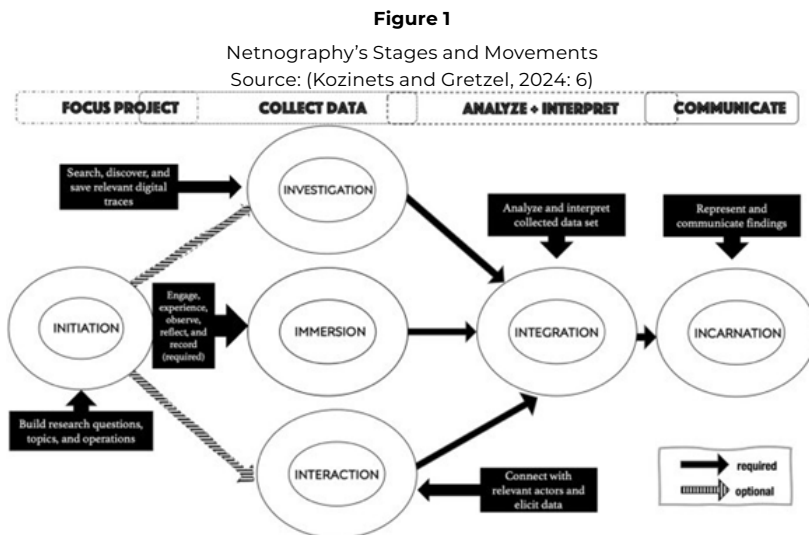 Figure 1
Netnography's Stages and Movements
Source: (Kozinets and Gretzel, 2024: 6)
FOCUS PROJECT
COLLECT DATA
ANALYZE + INTERPRET
COMMUNICATE
Search, discover, and
save relevant digital
traces
INVESTIGATION
Analyze and interpret
collected data set
Represent and
communicate findings
INITIATION
Engage,
experience,
observe,
reflect, and
record
(required)
IMMERSION
INTEGRATION
INCARNATION
Build research questions,
topics, and operations
INTERACTION
Connect with
relevant actors and
elicit data
required
optional